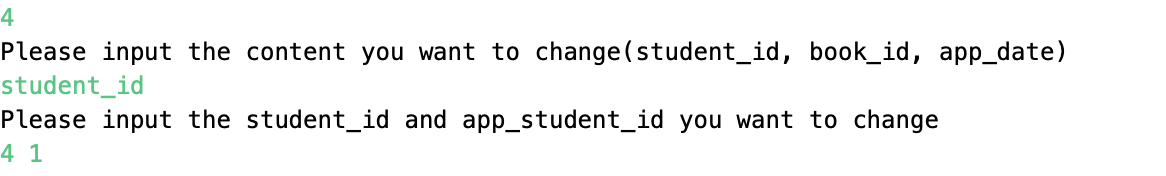 4
Please input the content you want to change(student_id, book_id, app_date)
student_id
Please input the student_id and app_student_id you want to change
4 1